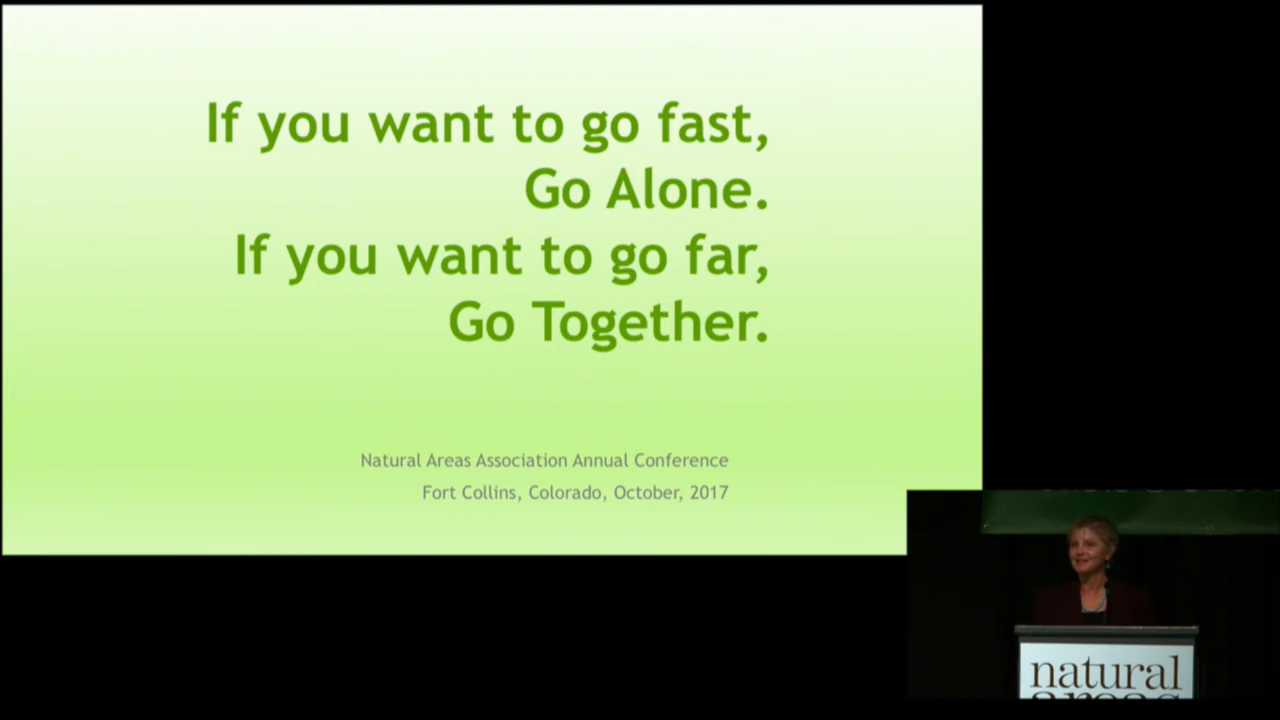 If you want to go fast,
Go Alone.
If you want to go far,
Go Together.
Natural Areas Association Annual Conference
Fort Collins, Colorado, October, 2017
natural
areas